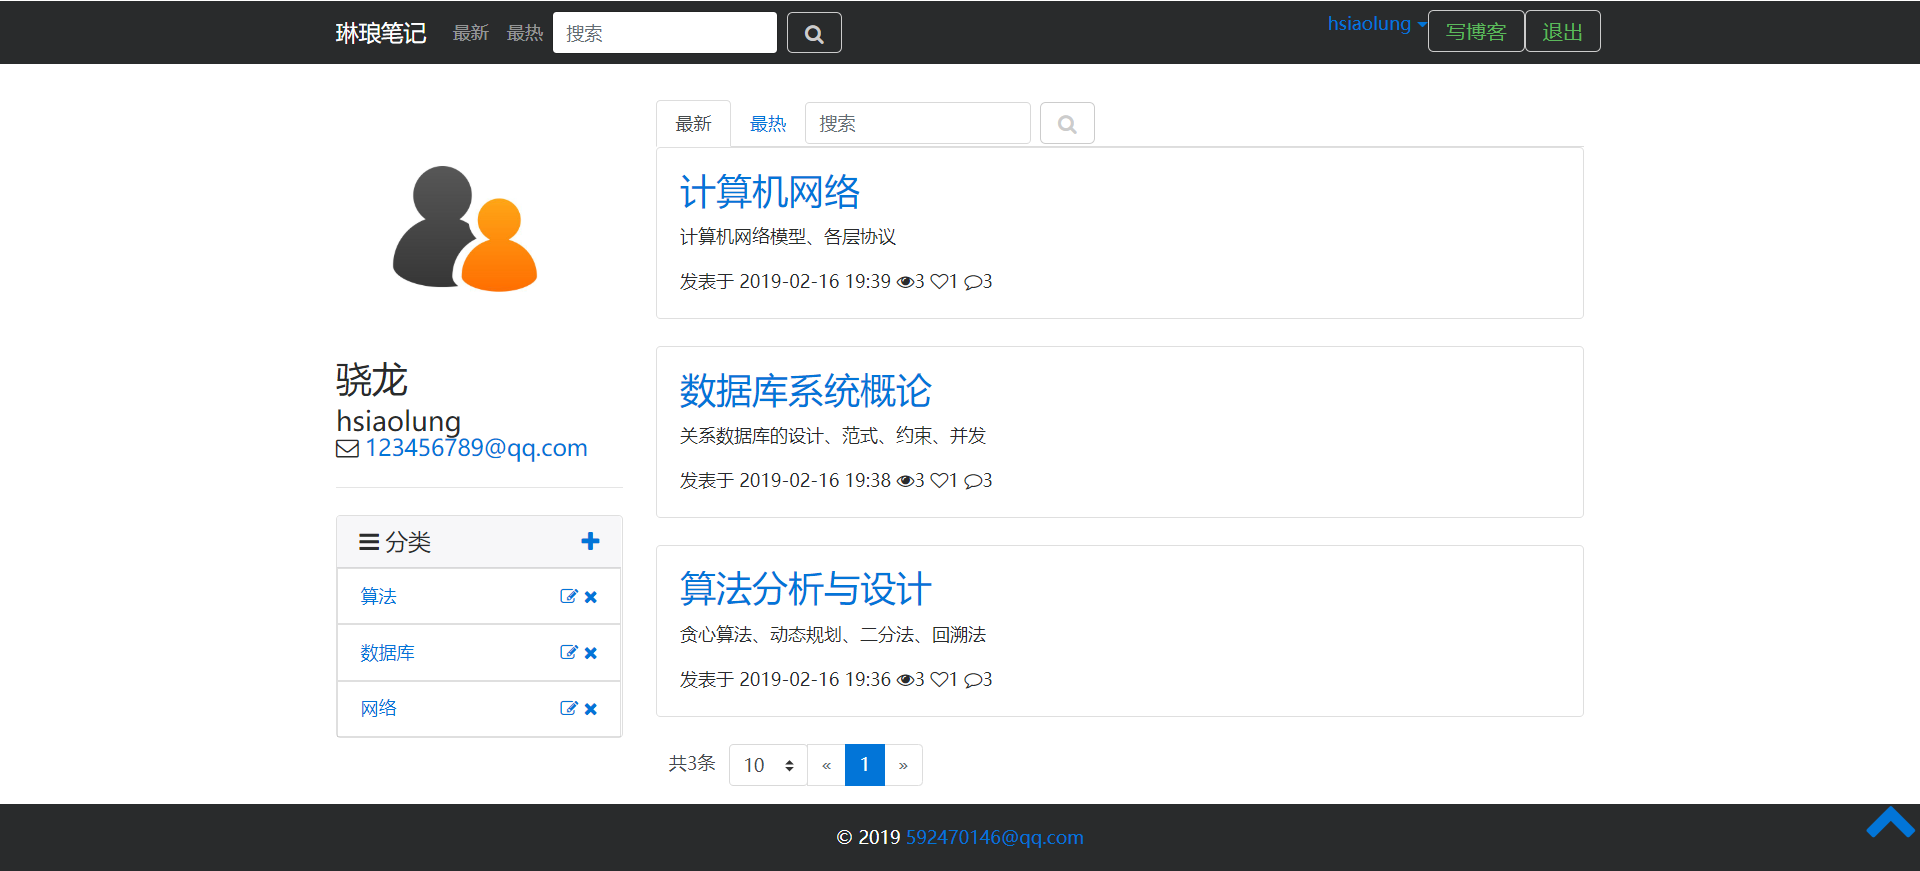 琳琅笔记 最新 最热 搜索 hsiaolung 写博客 退出
最新 最热 搜索
计算机网络
计算机网络模型、各层协议
发表于 2019-02-16 19:39 3 1 3
骁龙
hsiaolung
123456789@qq.com
分类
算法
数据库
网络
数据库系统概论
关系数据库的设计、范式、约束、并发
发表于 2019-02-16 19:38 3 1 3
算法分析与设计
贪心算法、动态规划、二分法、回溯法
发表于 2019-02-16 19:36 3 1 3
共3条 10 « 1 »
© 2019 592470146@qq.com